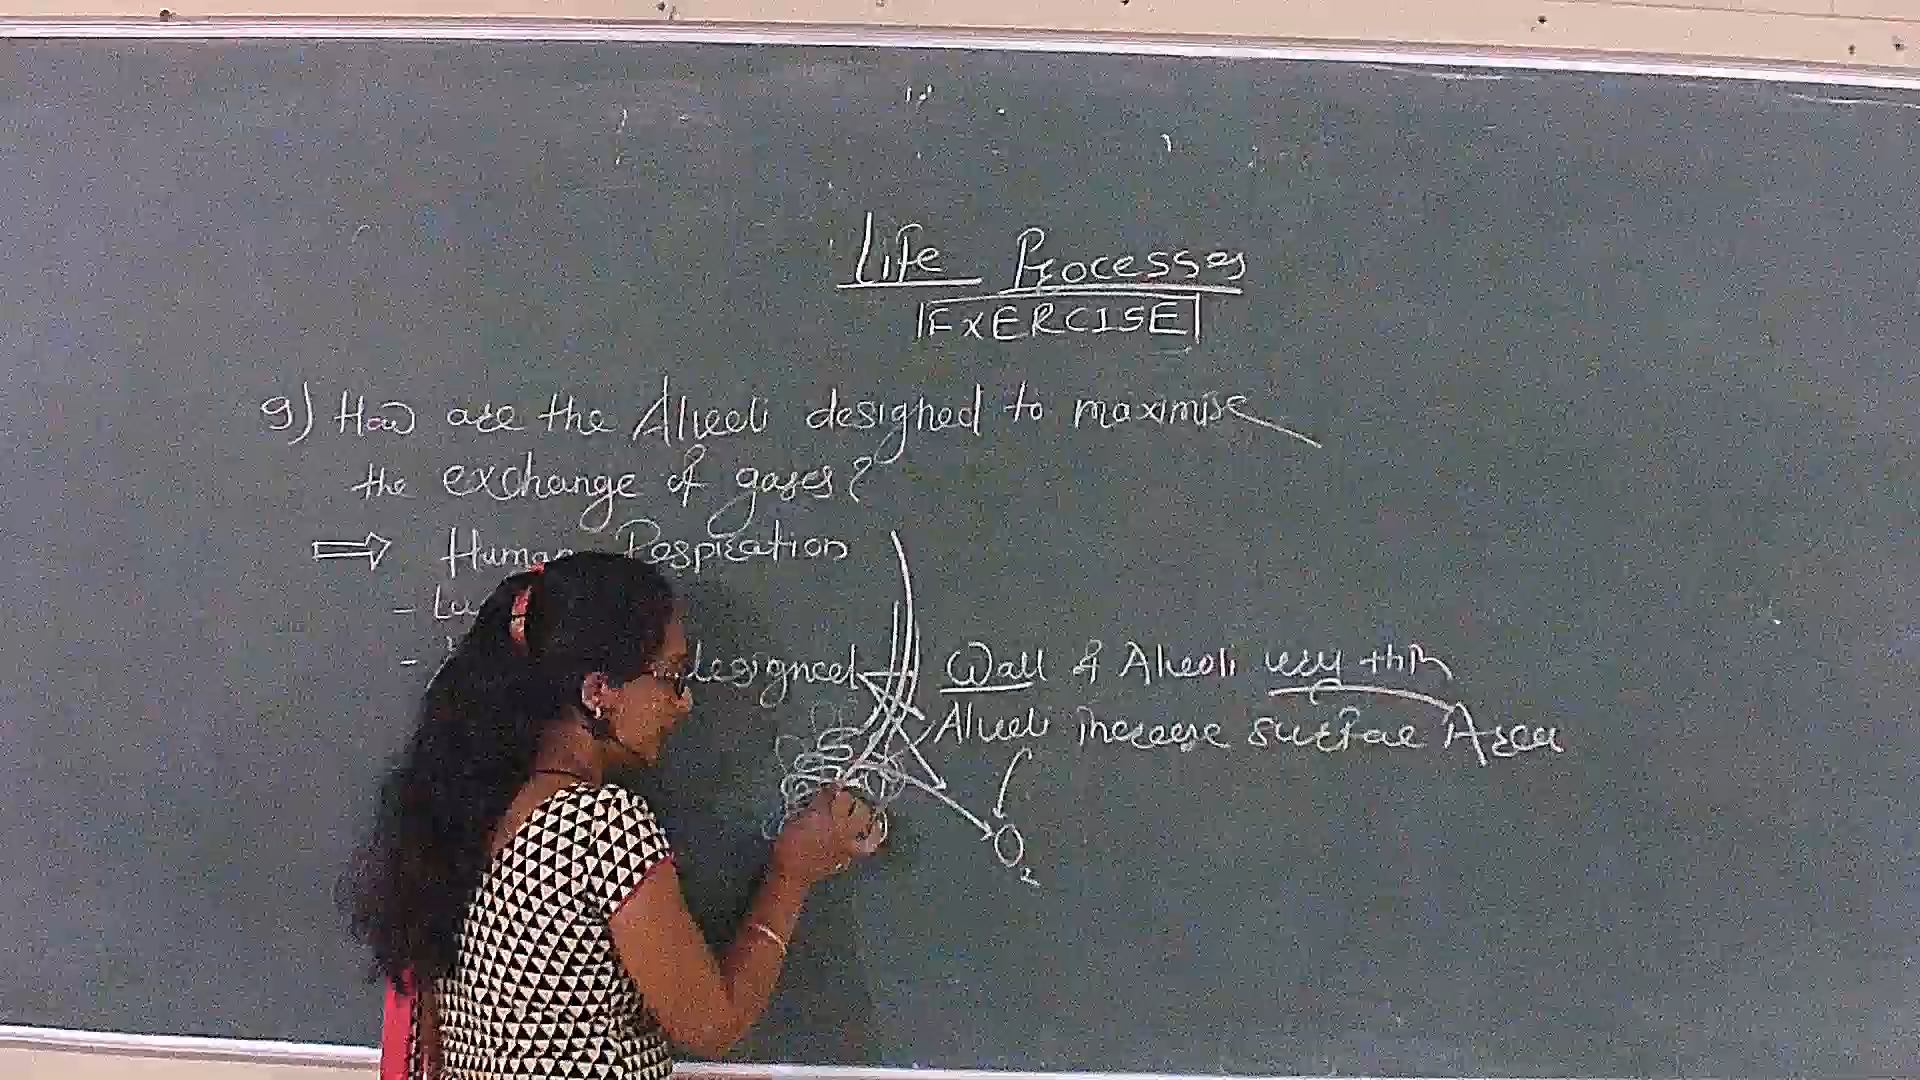 Life Processes
EXERCISE
9) How are the Alveoli designed to maximise
the exchange of gases?
⇒ Human Respiration
- Lu
-
designed Wall of Alveoli very thin
Alveoli increase surface Area
O2